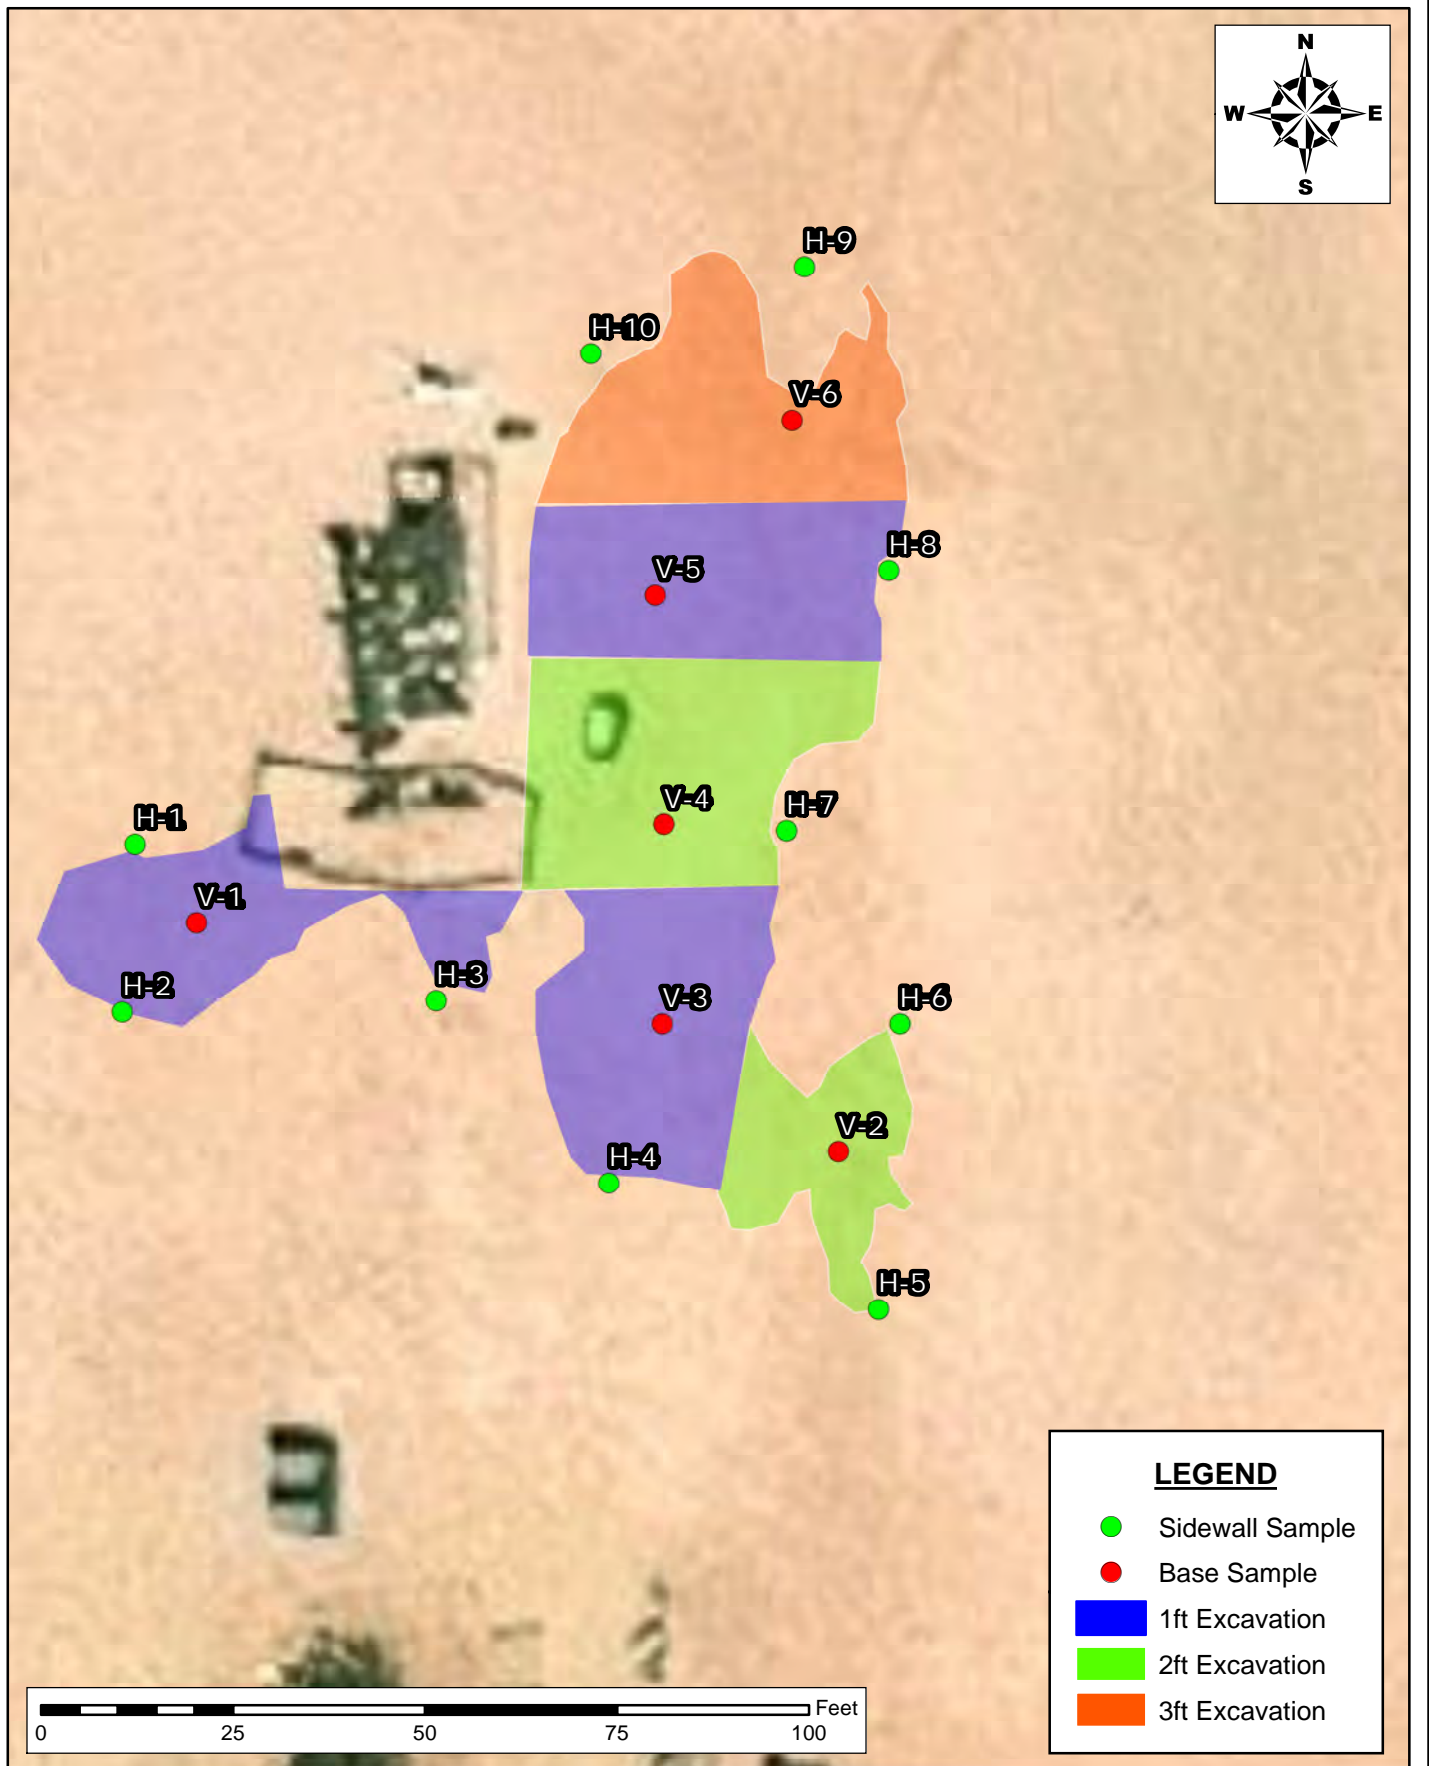 N
W E
S
H-9
H-10
V-6
H-8
V-5
V-4
H-7
H-1
V-1
H-2
H-3
V-3
H-6
V-2
H-4
H-5
LEGEND
Sidewall Sample
Base Sample
1ft Excavation
2ft Excavation
3ft Excavation
Feet
0 25 50 75 100